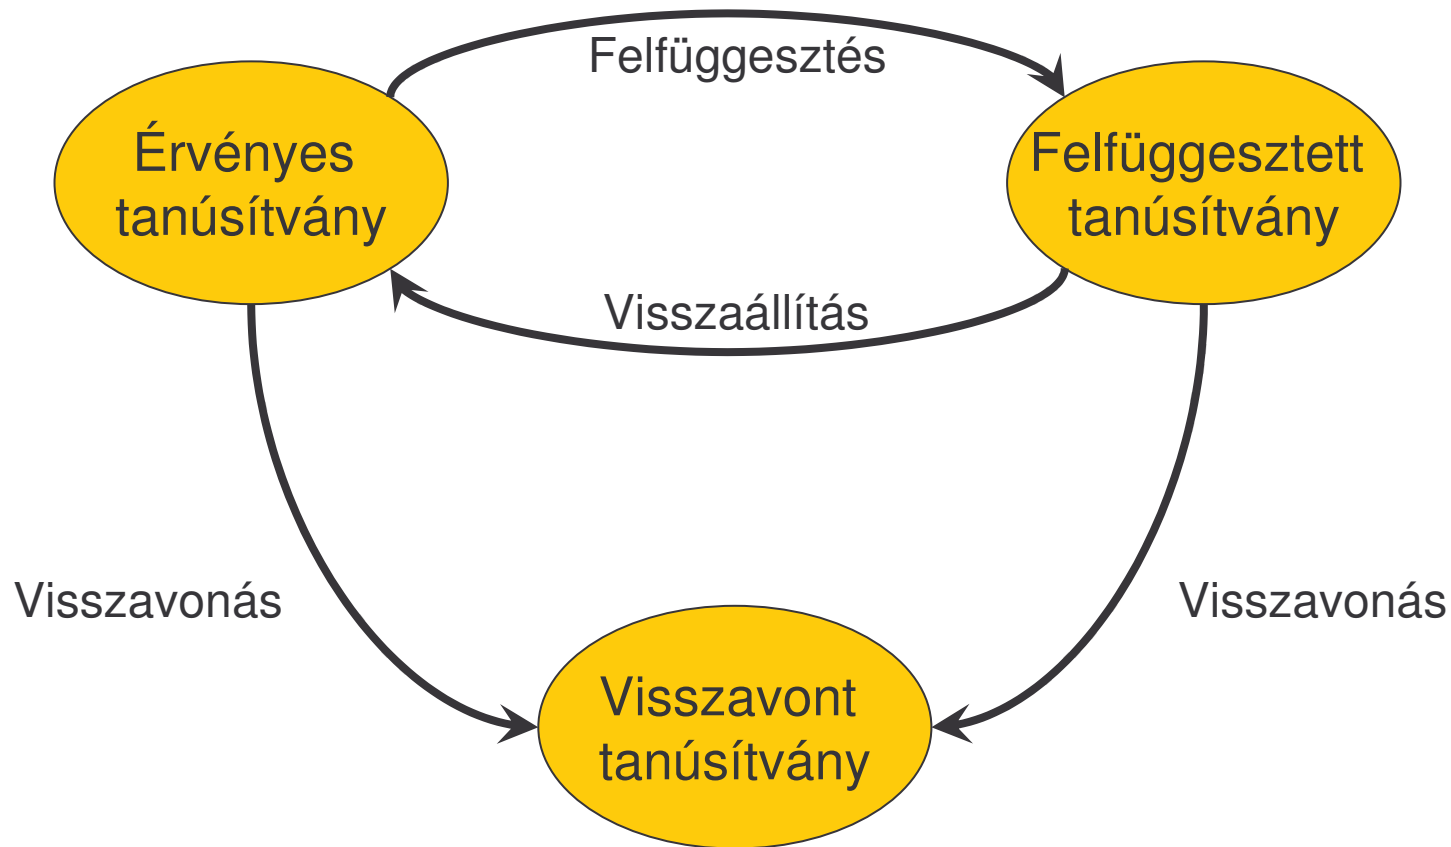 Felfüggesztés
Érvényes
tanúsítvány
Felfüggesztett
tanúsítvány
Visszaállítás
Visszavonás
Visszavonás
Visszavont
tanúsítvány